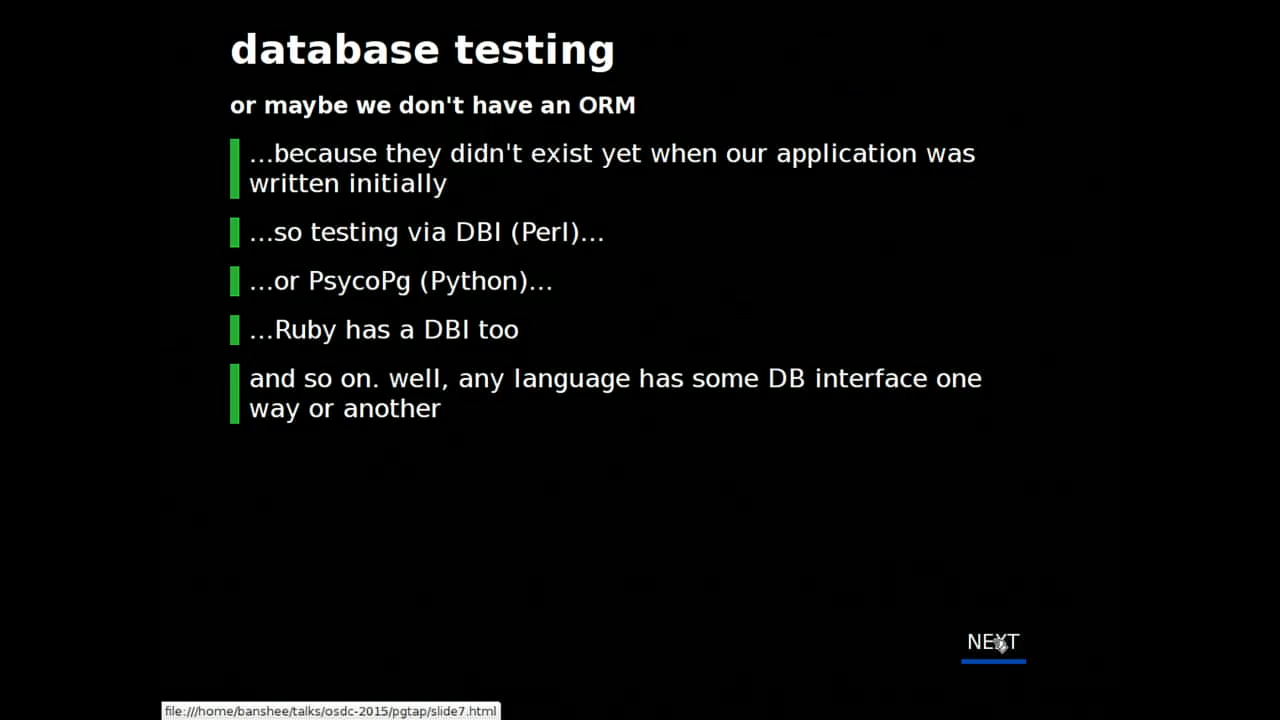 database testing
or maybe we don't have an ORM
...because they didn't exist yet when our application was
written initially
...so testing via DBI (Perl)...
...or PsycoPg (Python)...
...Ruby has a DBI too
and so on. well, any language has some DB interface one
way or another
NEXT
file:///home/banshee/talks/osdc-2015/pgtap/slide7.html